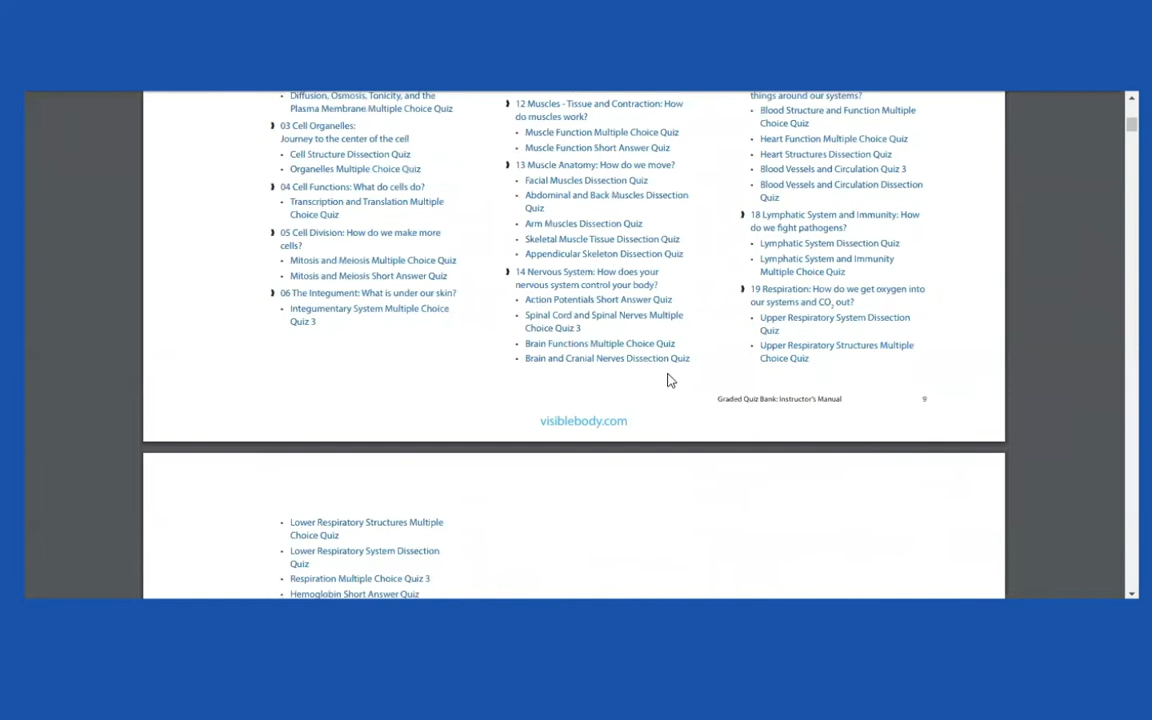 Diffusion, Osmosis, Tonicity, and the
Plasma Membrane Multiple Choice Quiz
03 Cell Organelles:
Journey to the center of the cell
• Cell Structure Dissection Quiz
• Organelles Multiple Choice Quiz
04 Cell Functions: What do cells do?
• Transcription and Translation Multiple
Choice Quiz
05 Cell Division: How do we make more
cells?
• Mitosis and Meiosis Multiple Choice Quiz
• Mitosis and Meiosis Short Answer Quiz
06 The Integument: What is under our skin?
• Integumentary System Multiple Choice
Quiz 3
12 Muscles - Tissue and Contraction: How
do muscles work?
• Muscle Function Multiple Choice Quiz
• Muscle Function Short Answer Quiz
13 Muscle Anatomy: How do we move?
• Facial Muscles Dissection Quiz
• Abdominal and Back Muscles Dissection
Quiz
• Arm Muscles Dissection Quiz
• Skeletal Muscle Tissue Dissection Quiz
• Appendicular Skeleton Dissection Quiz
14 Nervous System: How does your
nervous system control your body?
• Action Potentials Short Answer Quiz
• Spinal Cord and Spinal Nerves Multiple
Choice Quiz 3
• Brain Functions Multiple Choice Quiz
• Brain and Cranial Nerves Dissection Quiz
things around our systems?
• Blood Structure and Function Multiple
Choice Quiz
• Heart Function Multiple Choice Quiz
• Heart Structures Dissection Quiz
• Blood Vessels and Circulation Quiz 3
• Blood Vessels and Circulation Dissection
Quiz
18 Lymphatic System and Immunity: How
do we fight pathogens?
• Lymphatic System Dissection Quiz
• Lymphatic System and Immunity
Multiple Choice Quiz
19 Respiration: How do we get oxygen into
our systems and CO₂ out?
• Upper Respiratory System Dissection
Quiz
• Upper Respiratory Structures Multiple
Choice Quiz
Graded Quiz Bank: Instructor's Manual 9
visiblebody.com
• Lower Respiratory Structures Multiple
Choice Quiz
• Lower Respiratory System Dissection
Quiz
• Respiration Multiple Choice Quiz 3
• Hemoglobin Short Answer Quiz